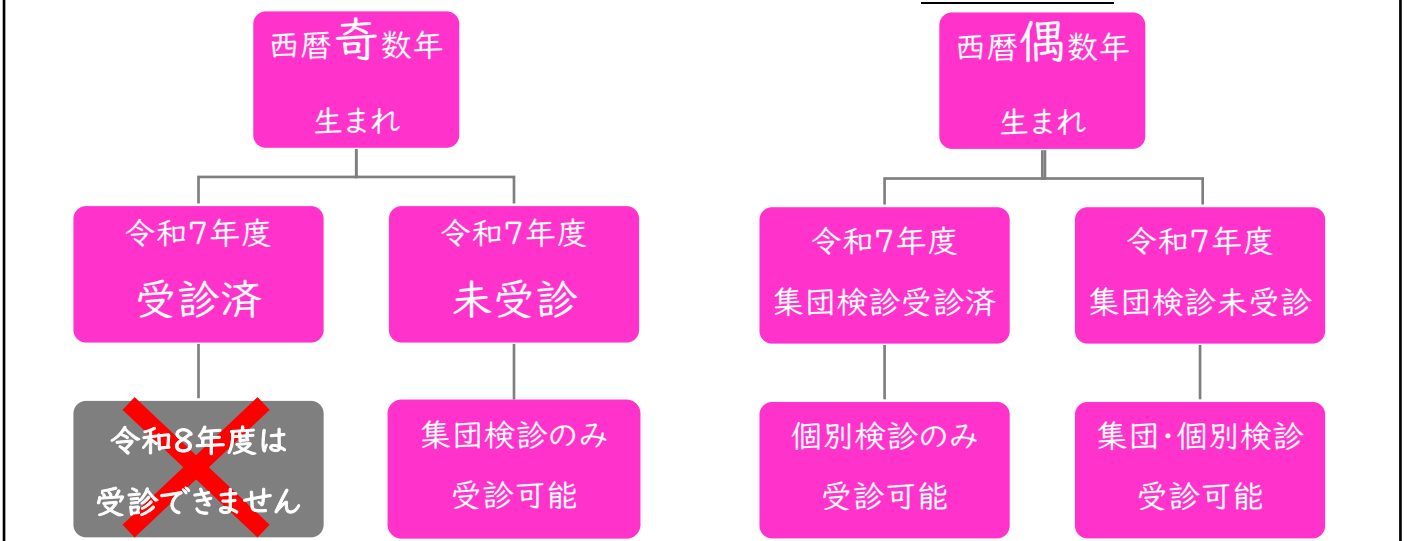 西暦奇数年
生まれ
令和7年度
受診済
令和7年度
未受診
令和8年度は
受診できません
集団検診のみ
受診可能
西暦偶数年
生まれ
令和7年度
集団検診受診済
令和7年度
集団検診未受診
個別検診のみ
受診可能
集団・個別検診
受診可能